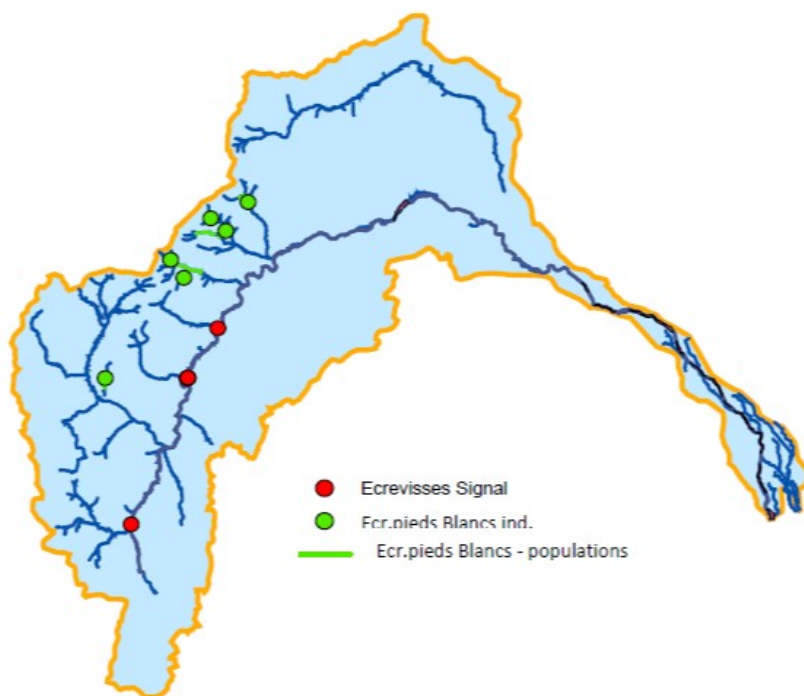 Ecrevisses Signal
Ecr.pieds Blancs ind.
Ecr.pieds Blancs - populations